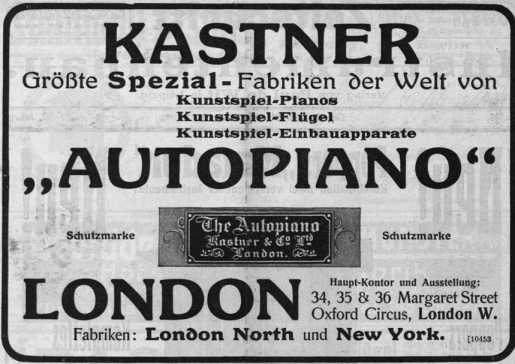 KASTNER
Größte Spezial-Fabriken der Welt von
Kunstspiel-Pianos
Kunstspiel-Flügel
Kunstspiel-Einbauapparate
„AUTOPIANO“
Schutzmarke
The Autopiano
Kastner & Co Ltd
London.
Schutzmarke
LONDON
Haupt-Kontor und Ausstellung:
34, 35 & 36 Margaret Street
Oxford Circus, London W.
Fabriken: London North und New York.
[10453